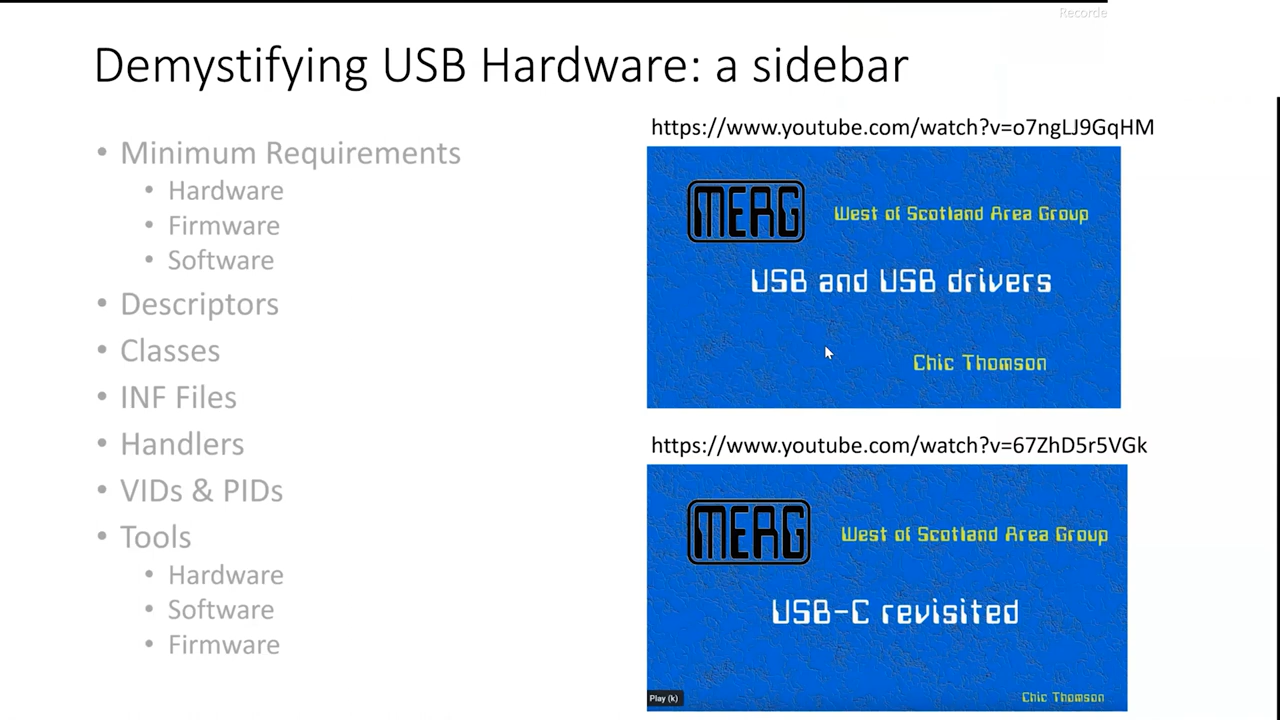 Recorde
Demystifying USB Hardware: a sidebar
• Minimum Requirements
• Hardware
• Firmware
• Software
• Descriptors
• Classes
• INF Files
• Handlers
• VIDs & PIDs
• Tools
• Hardware
• Software
• Firmware
https://www.youtube.com/watch?v=o7ngLJ9GqHM
MERG
West of Scotland Area Group
USB and USB drivers
Chic Thomson
https://www.youtube.com/watch?v=67ZhD5r5VGk
MERG
West of Scotland Area Group
USB-C revisited
Play (k)
Chic Thomson